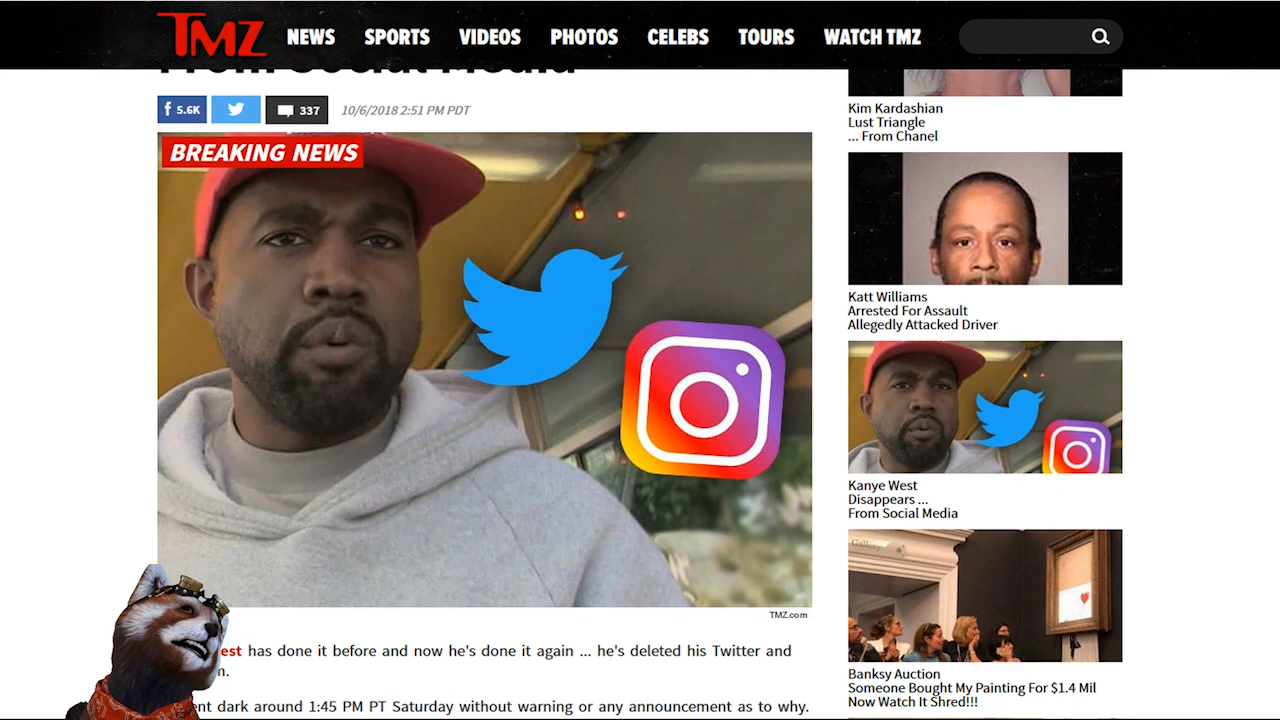 TMZ
NEWS SPORTS VIDEOS PHOTOS CELEBS TOURS WATCH TMZ
From Social Media
f 5.6K
337
10/6/2018 2:51 PM PDT
BREAKING NEWS
TMZ.com
est has done it before and now he's done it again ... he's deleted his Twitter and
n.
nt dark around 1:45 PM PT Saturday without warning or any announcement as to why.
Kim Kardashian
Lust Triangle
... From Chanel
Katt Williams
Arrested For Assault
Allegedly Attacked Driver
Kanye West
Disappears ...
From Social Media
Gallery
Banksy Auction
Someone Bought My Painting For $1.4 Mil
Now Watch It Shred!!!